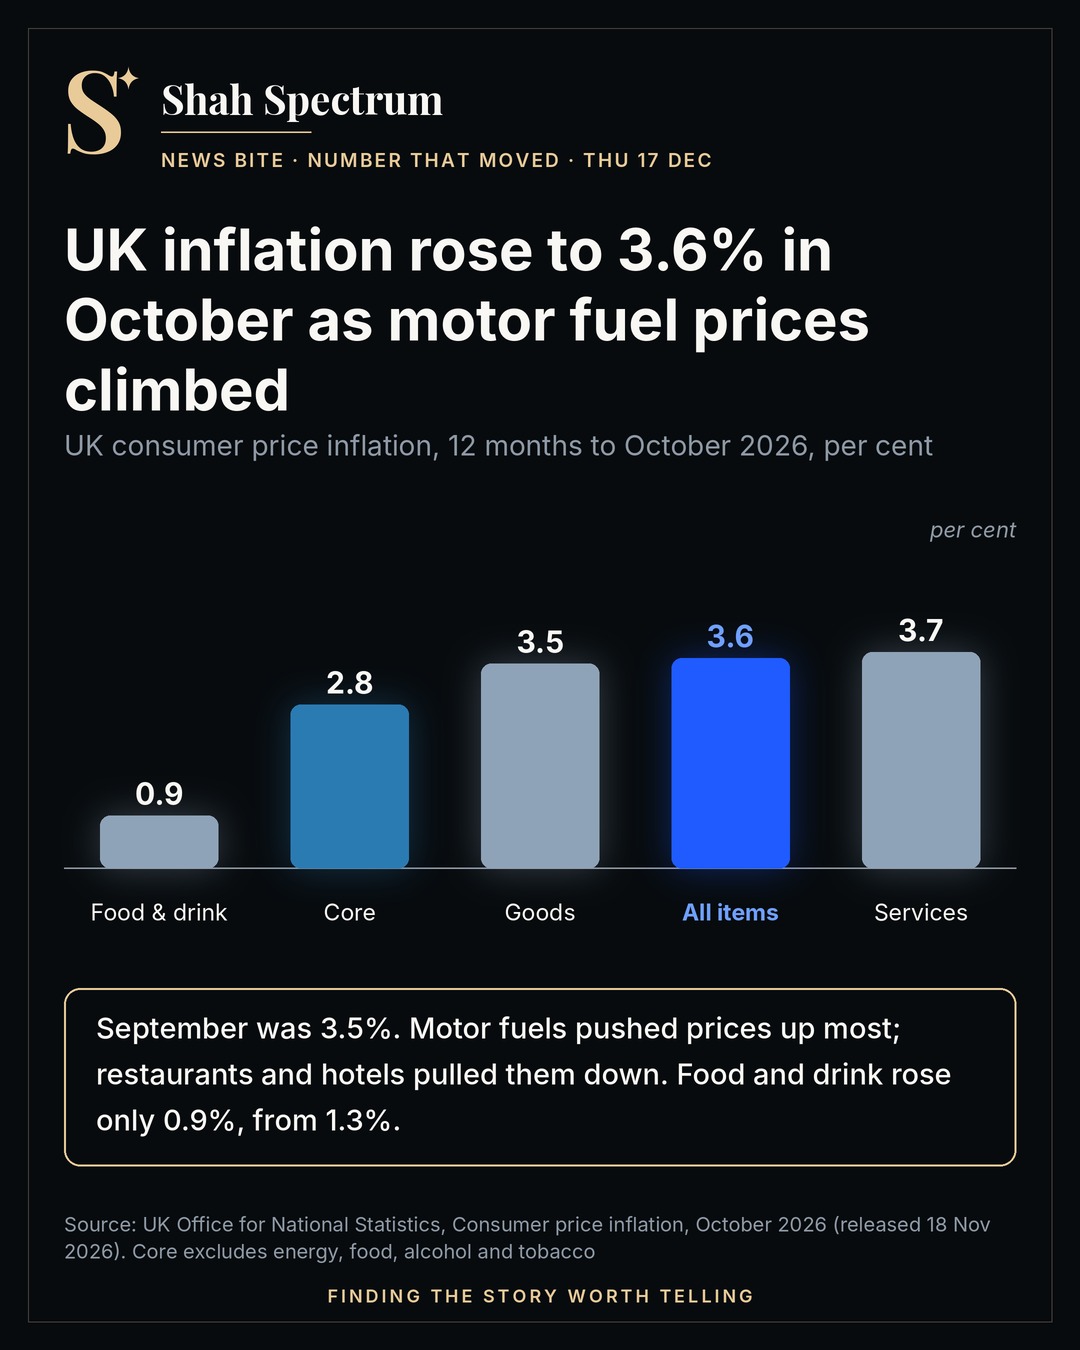 S
Shah Spectrum
NEWS BITE · NUMBER THAT MOVED · THU 17 DEC
UK inflation rose to 3.6% in
October as motor fuel prices
climbed
UK consumer price inflation, 12 months to October 2026, per cent
per cent
0.9
2.8
3.5
3.6
3.7
Food & drink
Core
Goods
All items
Services
September was 3.5%. Motor fuels pushed prices up most;
restaurants and hotels pulled them down. Food and drink rose
only 0.9%, from 1.3%.
Source: UK Office for National Statistics, Consumer price inflation, October 2026 (released 18 Nov
2026). Core excludes energy, food, alcohol and tobacco
FINDING THE STORY WORTH TELLING